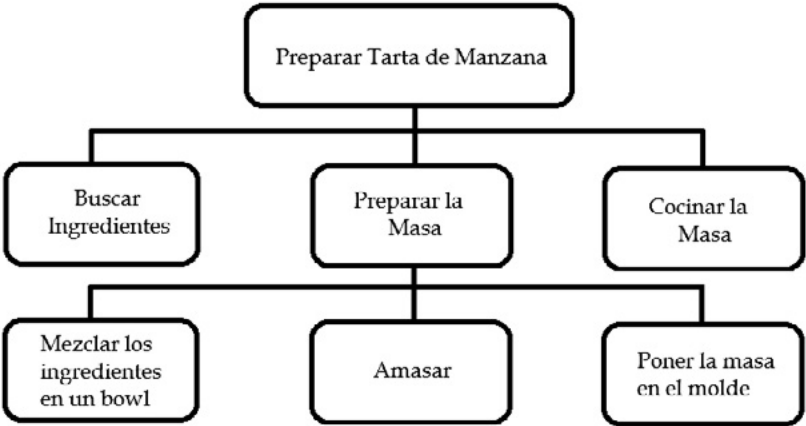 Preparar Tarta de Manzana
Buscar
Ingredientes
Preparar la
Masa
Cocinar la
Masa
Mezclar los
ingredientes
en un bowl
Amasar
Poner la masa
en el molde